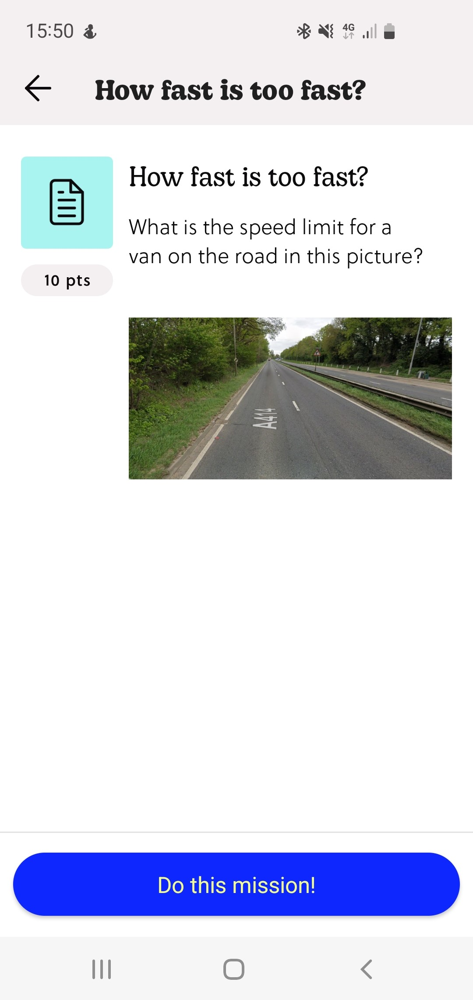 15:50
4G
How fast is too fast?
How fast is too fast?
What is the speed limit for a
van on the road in this picture?
10 pts
A414
Do this mission!